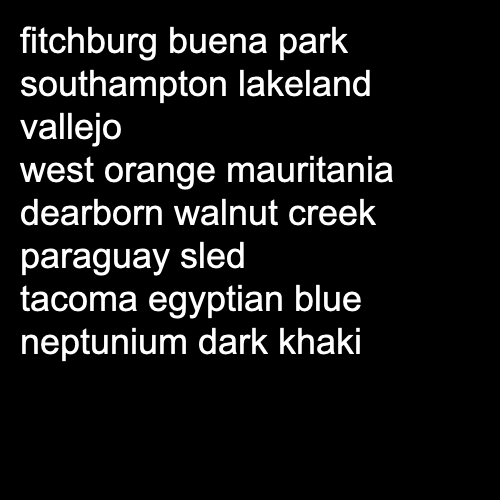 fitchburg buena park
southampton lakeland
vallejo
west orange mauritania
dearborn walnut creek
paraguay sled
tacoma egyptian blue
neptunium dark khaki